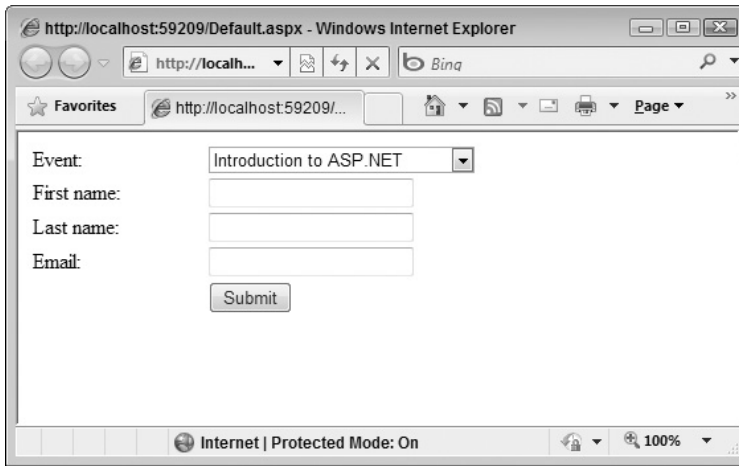 http://localhost:59209/Default.aspx - Windows Internet Explorer
http://localh...
Bing
Favorites
http://localhost:59209/...
Page
»
Event:
Introduction to ASP.NET
First name:
Last name:
Email:
Submit
Internet | Protected Mode: On
100%